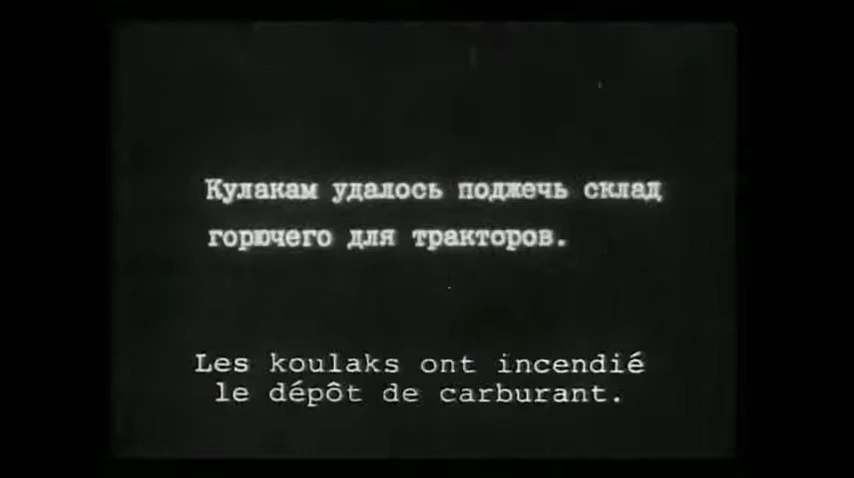 Кулакам удалось поджечь склад
горючего для тракторов.
Les koulaks ont incendié
le dépôt de carburant.